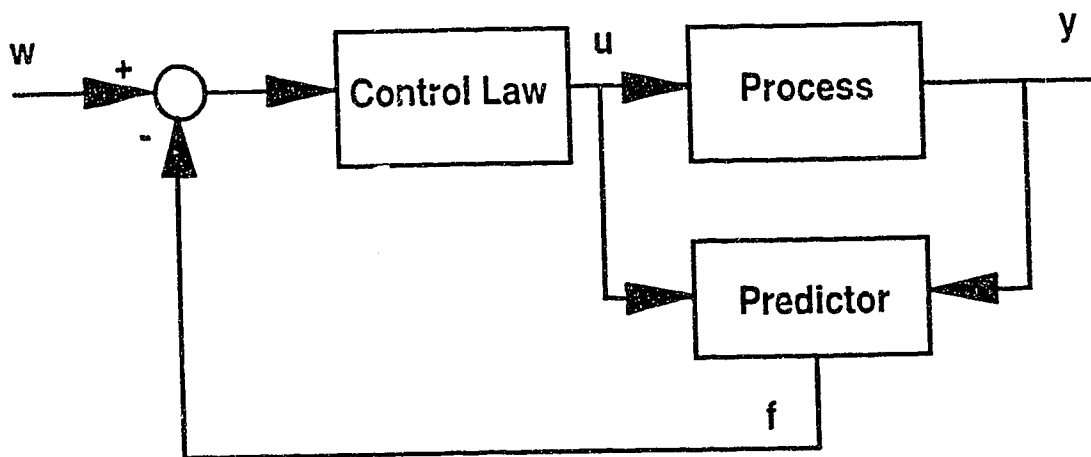 w
+
-
Control Law
u
Process
y
Predictor
f